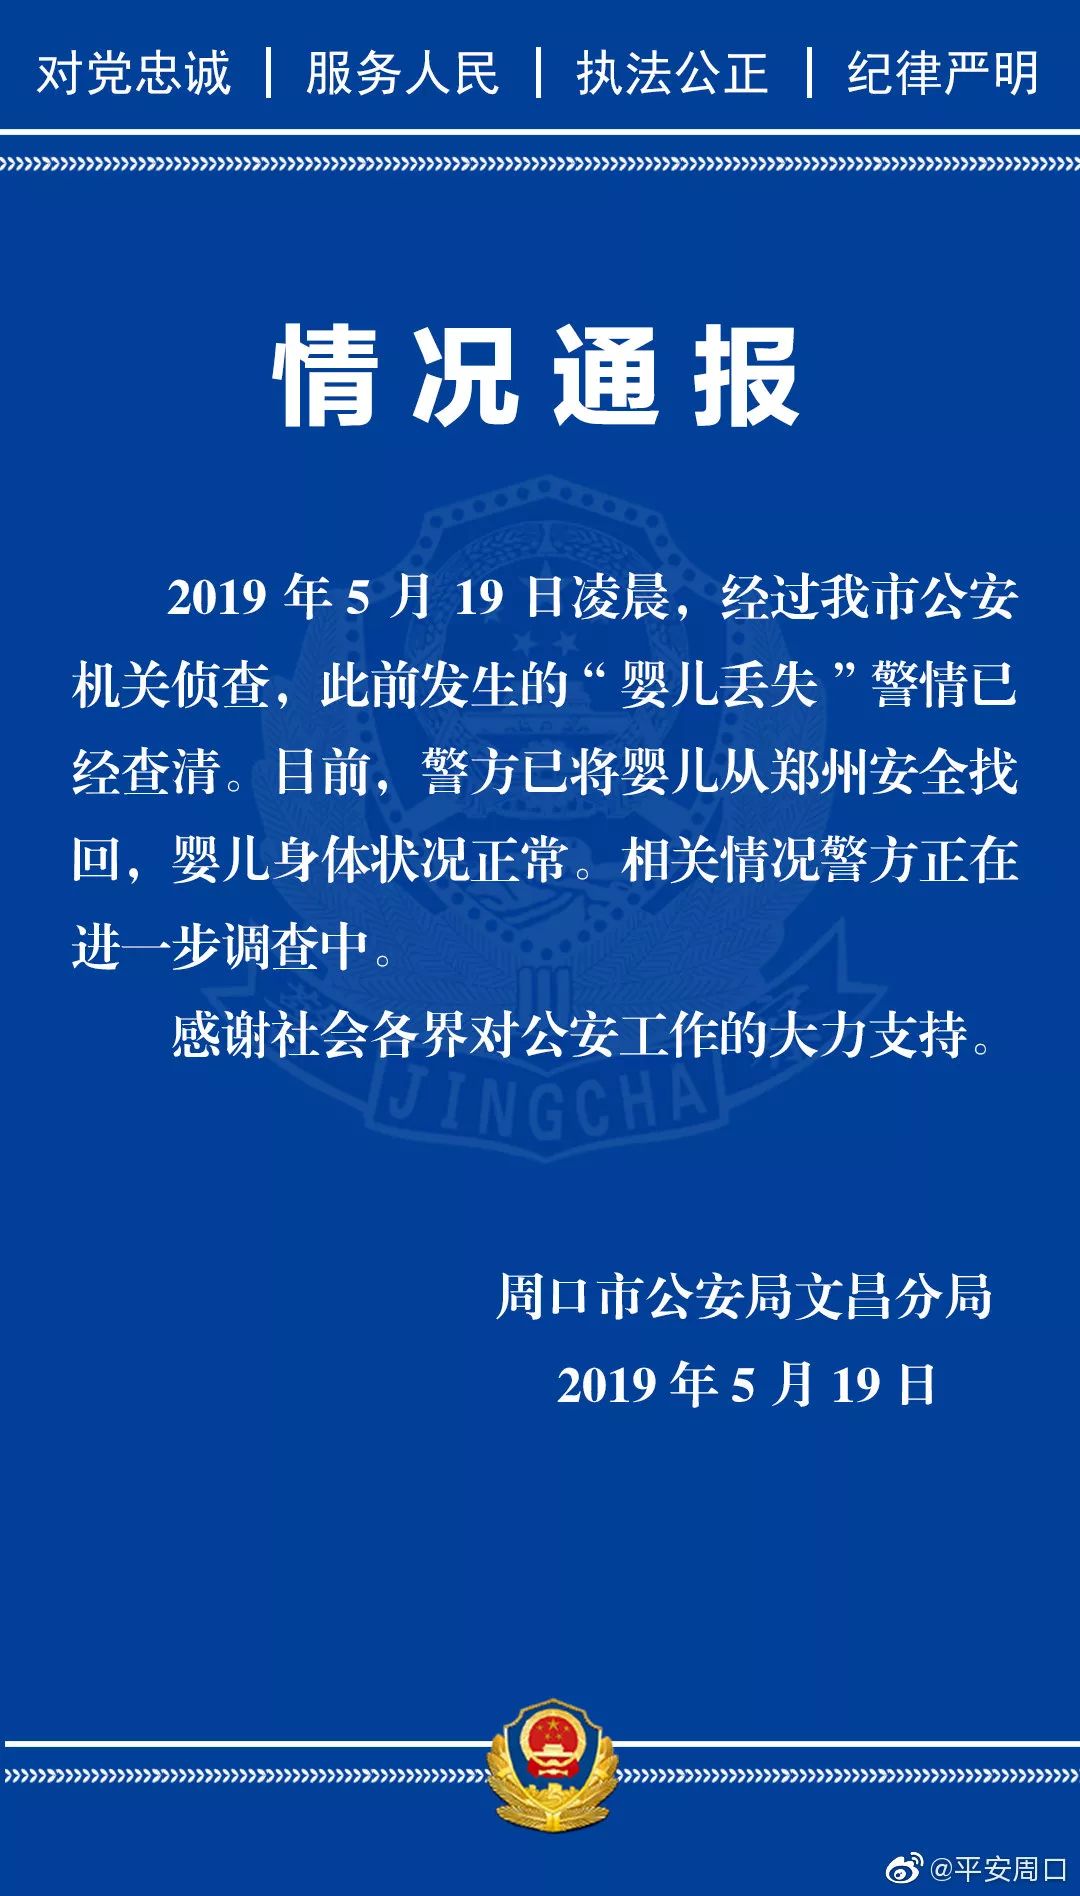 对党忠诚 | 服务人民 | 执法公正 | 纪律严明
情况通报
2019 年 5 月 19 日凌晨，经过我市公安
机关侦查，此前发生的“婴儿丢失”警情已
经查清。目前，警方已将婴儿从郑州安全找
回，婴儿身体状况正常。相关情况警方正在
进一步调查中。
感谢社会各界对公安工作的大力支持。
JINGCHA
周口市公安局文昌分局
2019 年 5 月 19 日
@平安周口